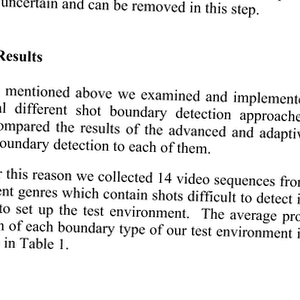 uncertain and can be removed in this step.
Results
mentioned above we examined and implemente
al different shot boundary detection approache
ompared the results of the advanced and adaptiv
oundary detection to each of them.
r this reason we collected 14 video sequences fro
ent genres which contain shots difficult to detect i
to set up the test environment. The average pro
n of each boundary type of our test environment i
in Table 1.